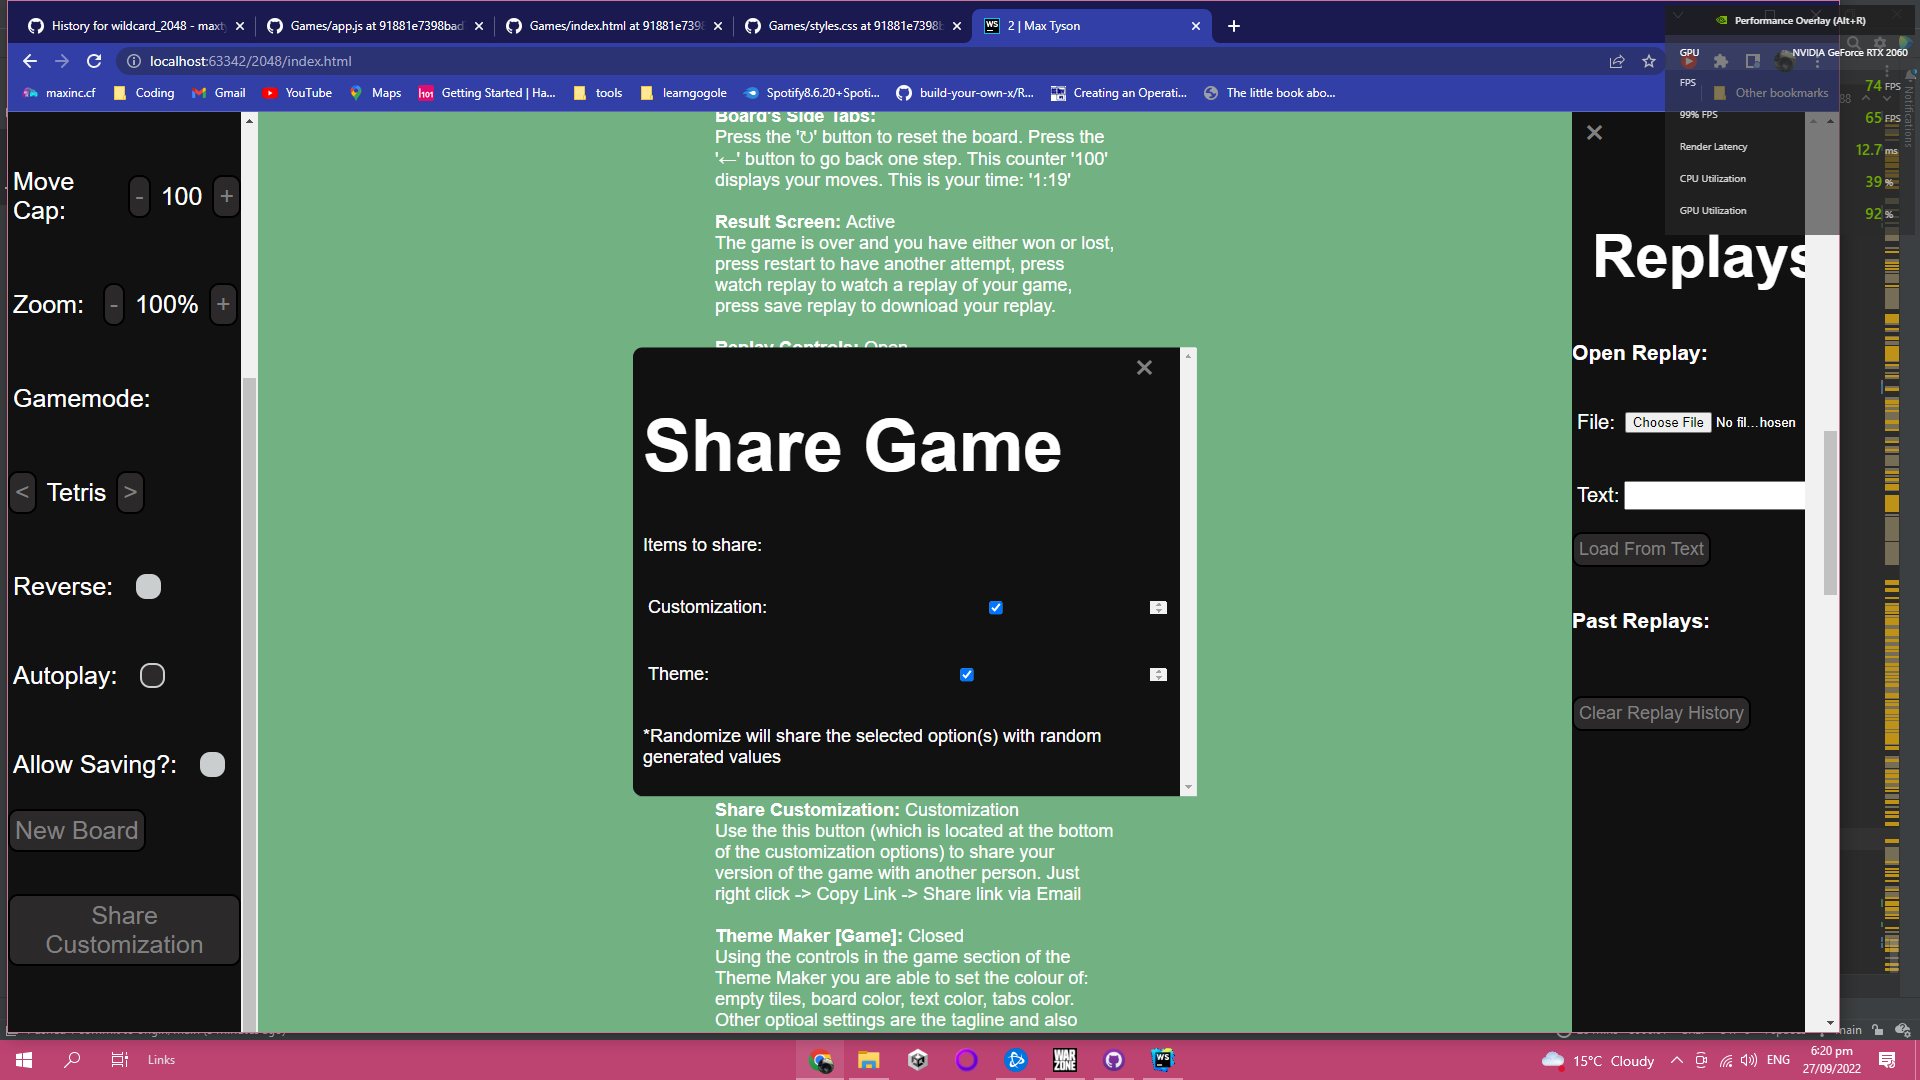 History for wildcard_2048 - maxty
Games/app.js at 91881e7398bad
Games/index.html at 91881e7398
Games/styles.css at 91881e7398b
2 | Max Tyson
Performance Overlay (Alt+R)
localhost:63342/2048/index.html
maxinc.cf
Coding
Gmail
YouTube
Maps
Getting Started | Ha...
tools
learngogole
Spotify8.6.20+Spoti...
build-your-own-x/R...
Creating an Operati...
The little book abo...
Other bookmarks
GPU
NVIDIA GeForce RTX 2060
FPS
74 FPS
99% FPS
65 FPS
Render Latency
12.7 ms
CPU Utilization
39 %
GPU Utilization
92 %
Notifications
Move
Cap:
- 100 +
Zoom: - 100% +
Gamemode:
< Tetris >
Reverse:
Autoplay:
Allow Saving?:
New Board
Share
Customization
Board's Side Tabs:
Press the '↻' button to reset the board. Press the
'←' button to go back one step. This counter '100'
displays your moves. This is your time: '1:19'
Result Screen: Active
The game is over and you have either won or lost,
press restart to have another attempt, press
watch replay to watch a replay of your game,
press save replay to download your replay.
Replay Controls: Open
Share Game
Items to share:
Customization:
Theme:
*Randomize will share the selected option(s) with random
generated values
Share Customization: Customization
Use the this button (which is located at the bottom
of the customization options) to share your
version of the game with another person. Just
right click -> Copy Link -> Share link via Email
Theme Maker [Game]: Closed
Using the controls in the game section of the
Theme Maker you are able to set the colour of:
empty tiles, board color, text color, tabs color.
Other optioal settings are the tagline and also
Replays
Open Replay:
File: Choose File No fil...hosen
Text:
Load From Text
Past Replays:
Clear Replay History
main
Links
WAR
ZONE
WS
15°C Cloudy
ENG
6:20 pm
27/09/2022